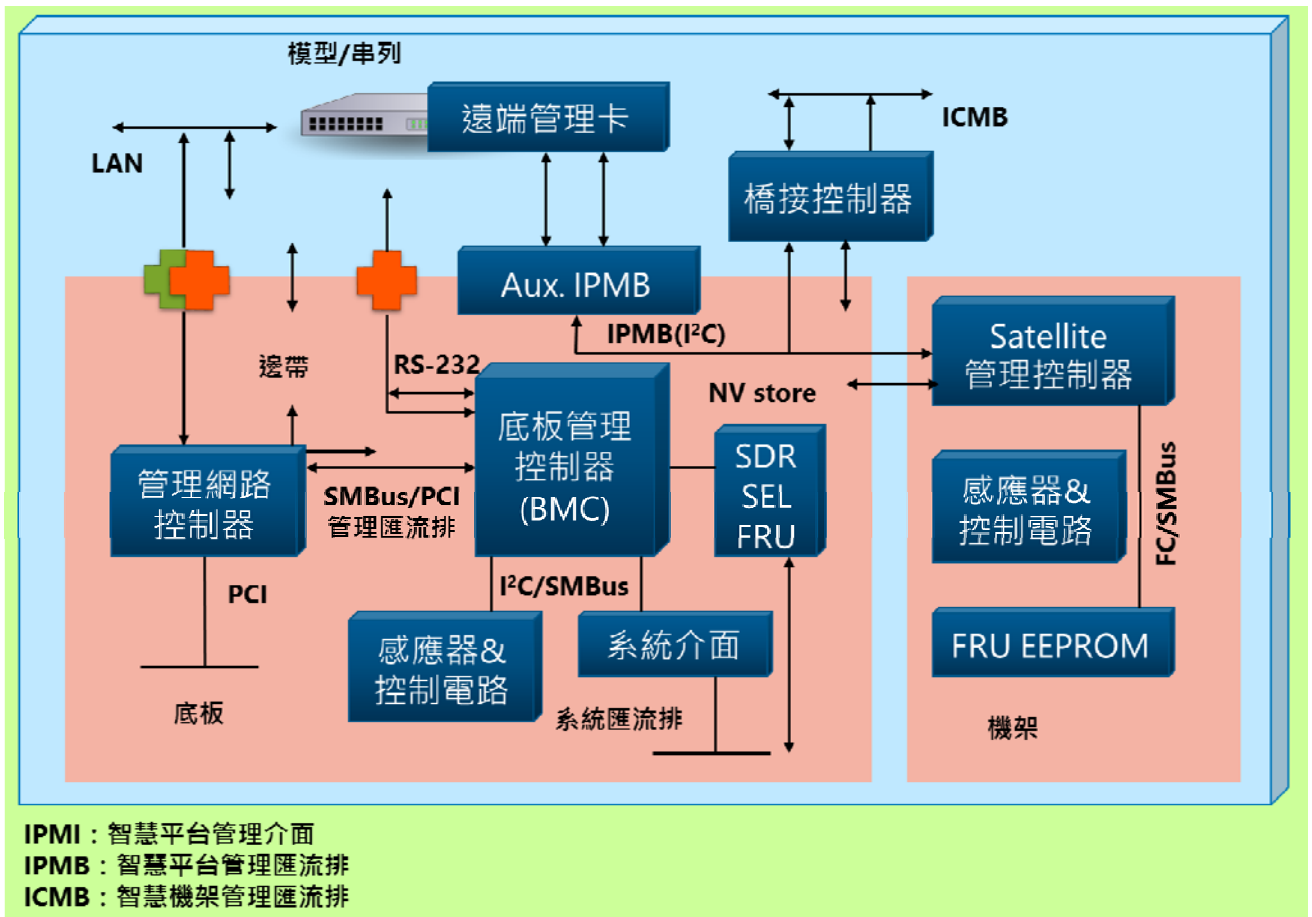 模型/串列
遠端管理卡
LAN
ICMB
橋接控制器
Aux. IPMB
IPMB(I²C)
Satellite
管理控制器
邊帶
RS-232
NV store
底板管理
控制器
(BMC)
SDR
SEL
FRU
管理網路
控制器
SMBus/PCI
管理匯流排
感應器&
控制電路
FC/SMBus
PCI
I²C/SMBus
感應器&
控制電路
系統介面
FRU EEPROM
底板
系統匯流排
機架
IPMI：智慧平台管理介面
IPMB：智慧平台管理匯流排
ICMB：智慧機架管理匯流排